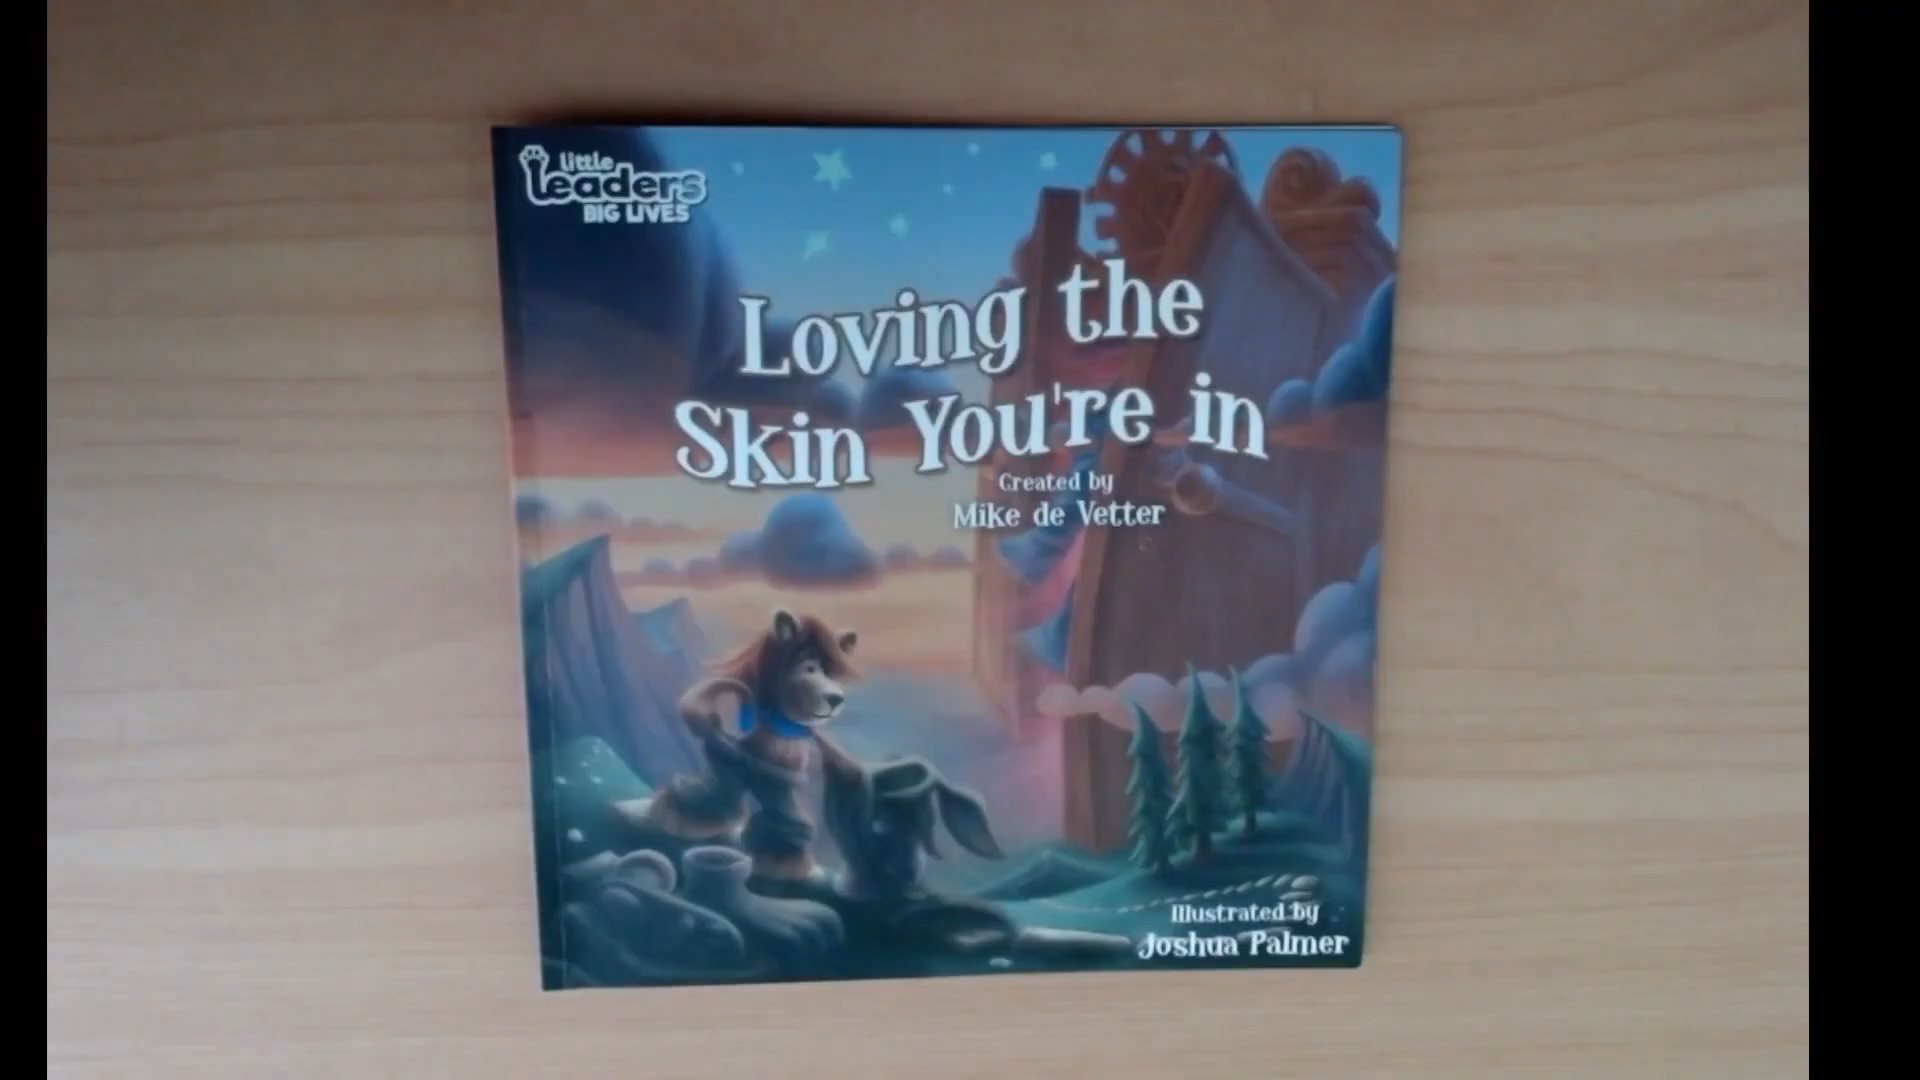 little
leaders
BIG LIVES
Loving the
Skin You're in
Created by
Mike de Vetter
Illustrated by
Joshua Palmer